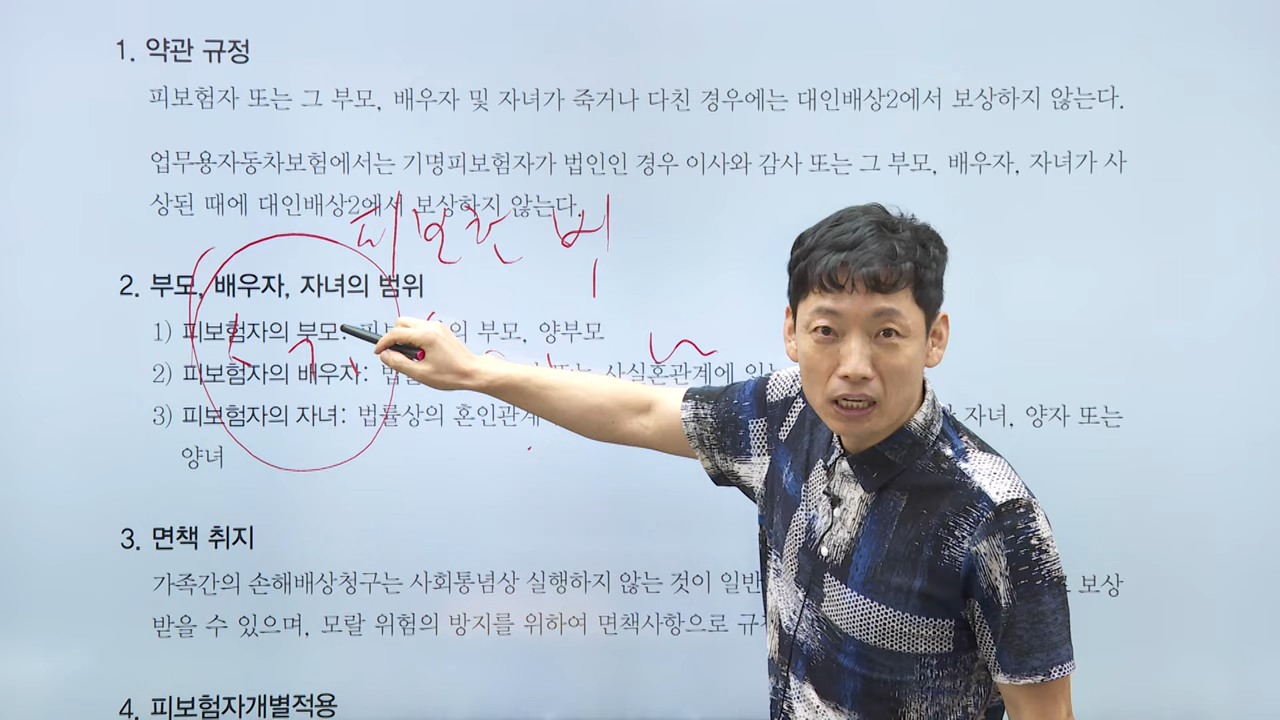 1. 약관 규정
피보험자 또는 그 부모, 배우자 및 자녀가 죽거나 다친 경우에는 대인배상2에서 보상하지 않는다.
업무용자동차보험에서는 기명피보험자가 법인인 경우 이사와 감사 또는 그 부모, 배우자, 자녀가 사
상된 때에 대인배상2에서 보상하지 않는다.
2. 부모, 배우자, 자녀의 범위
1) 피보험자의 부모: 의 부모, 양부모
2) 피보험자의 배우자: 또는 사실혼관계에
3) 피보험자의 자녀: 법률상의 혼인관계 자녀, 양자 또는
양녀
3. 면책 취지
가족간의 손해배상청구는 사회통념상 실행하지 않는 것이 보상
받을 수 있으며, 모랄 위험의 방지를 위하여 면책사항으로
4. 피보험자개별적용